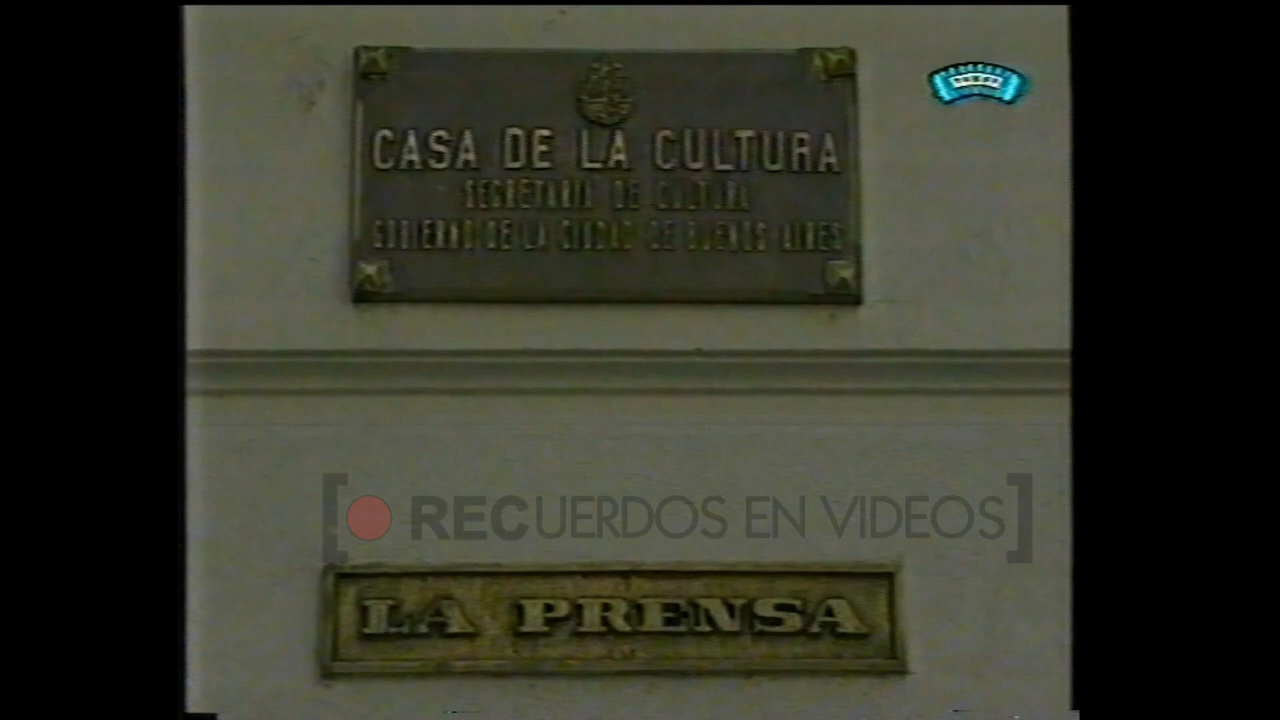 CASA DE LA CULTURA
SECRETARIA DE CULTURA
GOBIERNO DE LA CIUDAD DE BUENOS AIRES
[RECUERDOS EN VIDEOS]
LA PRENSA